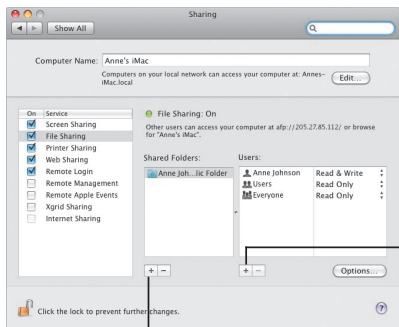 Sharing
Show All
Computer Name: Anne's iMac
Computers on your local network can access your computer at: Annes-
iMac.local
Edit...
On Service
Screen Sharing
File Sharing
Printer Sharing
Web Sharing
Remote Login
Remote Management
Remote Apple Events
Xgrid Sharing
Internet Sharing
File Sharing: On
Other users can access your computer at afp://205.27.85.112/ or browse
for "Anne's iMac".
Shared Folders:
Anne Joh...lic Folder
Users:
Anne Johnson Read & Write
Users Read Only
Everyone Read Only
+ − + −
Options...
Click the lock to prevent further changes.
?